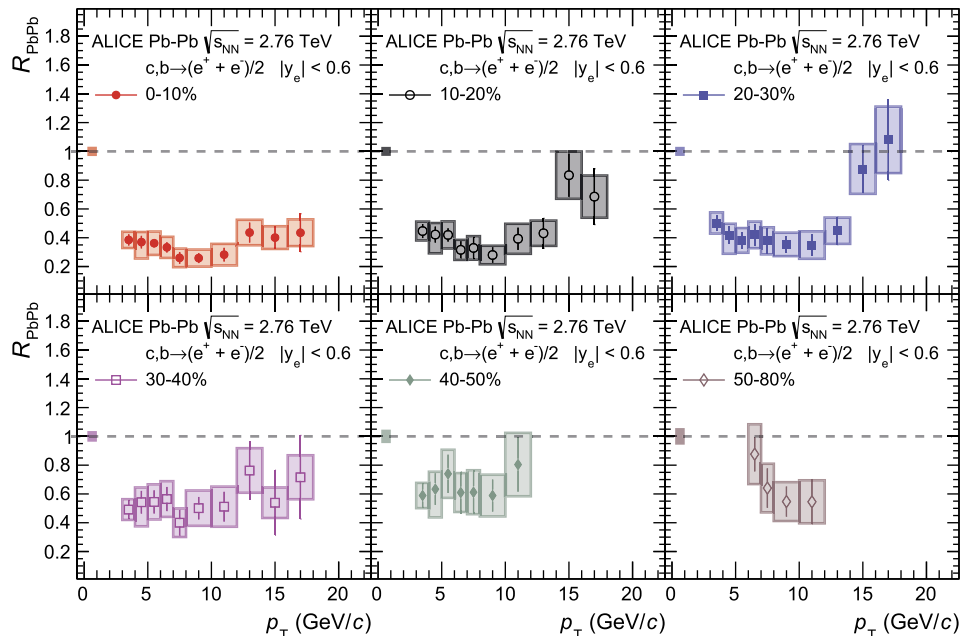 R_PbPb
1.8
1.6
1.4
1.2
1
0.8
0.6
0.4
0.2
ALICE Pb-Pb √s_NN = 2.76 TeV
c,b→(e⁺ + e⁻)/2 |y_e| < 0.6
0-10%
ALICE Pb-Pb √s_NN = 2.76 TeV
c,b→(e⁺ + e⁻)/2 |y_e| < 0.6
10-20%
ALICE Pb-Pb √s_NN = 2.76 TeV
c,b→(e⁺ + e⁻)/2 |y_e| < 0.6
20-30%
R_PbPb
1.8
1.6
1.4
1.2
1
0.8
0.6
0.4
0.2
ALICE Pb-Pb √s_NN = 2.76 TeV
c,b→(e⁺ + e⁻)/2 |y_e| < 0.6
30-40%
ALICE Pb-Pb √s_NN = 2.76 TeV
c,b→(e⁺ + e⁻)/2 |y_e| < 0.6
40-50%
ALICE Pb-Pb √s_NN = 2.76 TeV
c,b→(e⁺ + e⁻)/2 |y_e| < 0.6
50-80%
5 10 15 20
5 10 15 20
5 10 15 20
p_T (GeV/c)
p_T (GeV/c)
p_T (GeV/c)